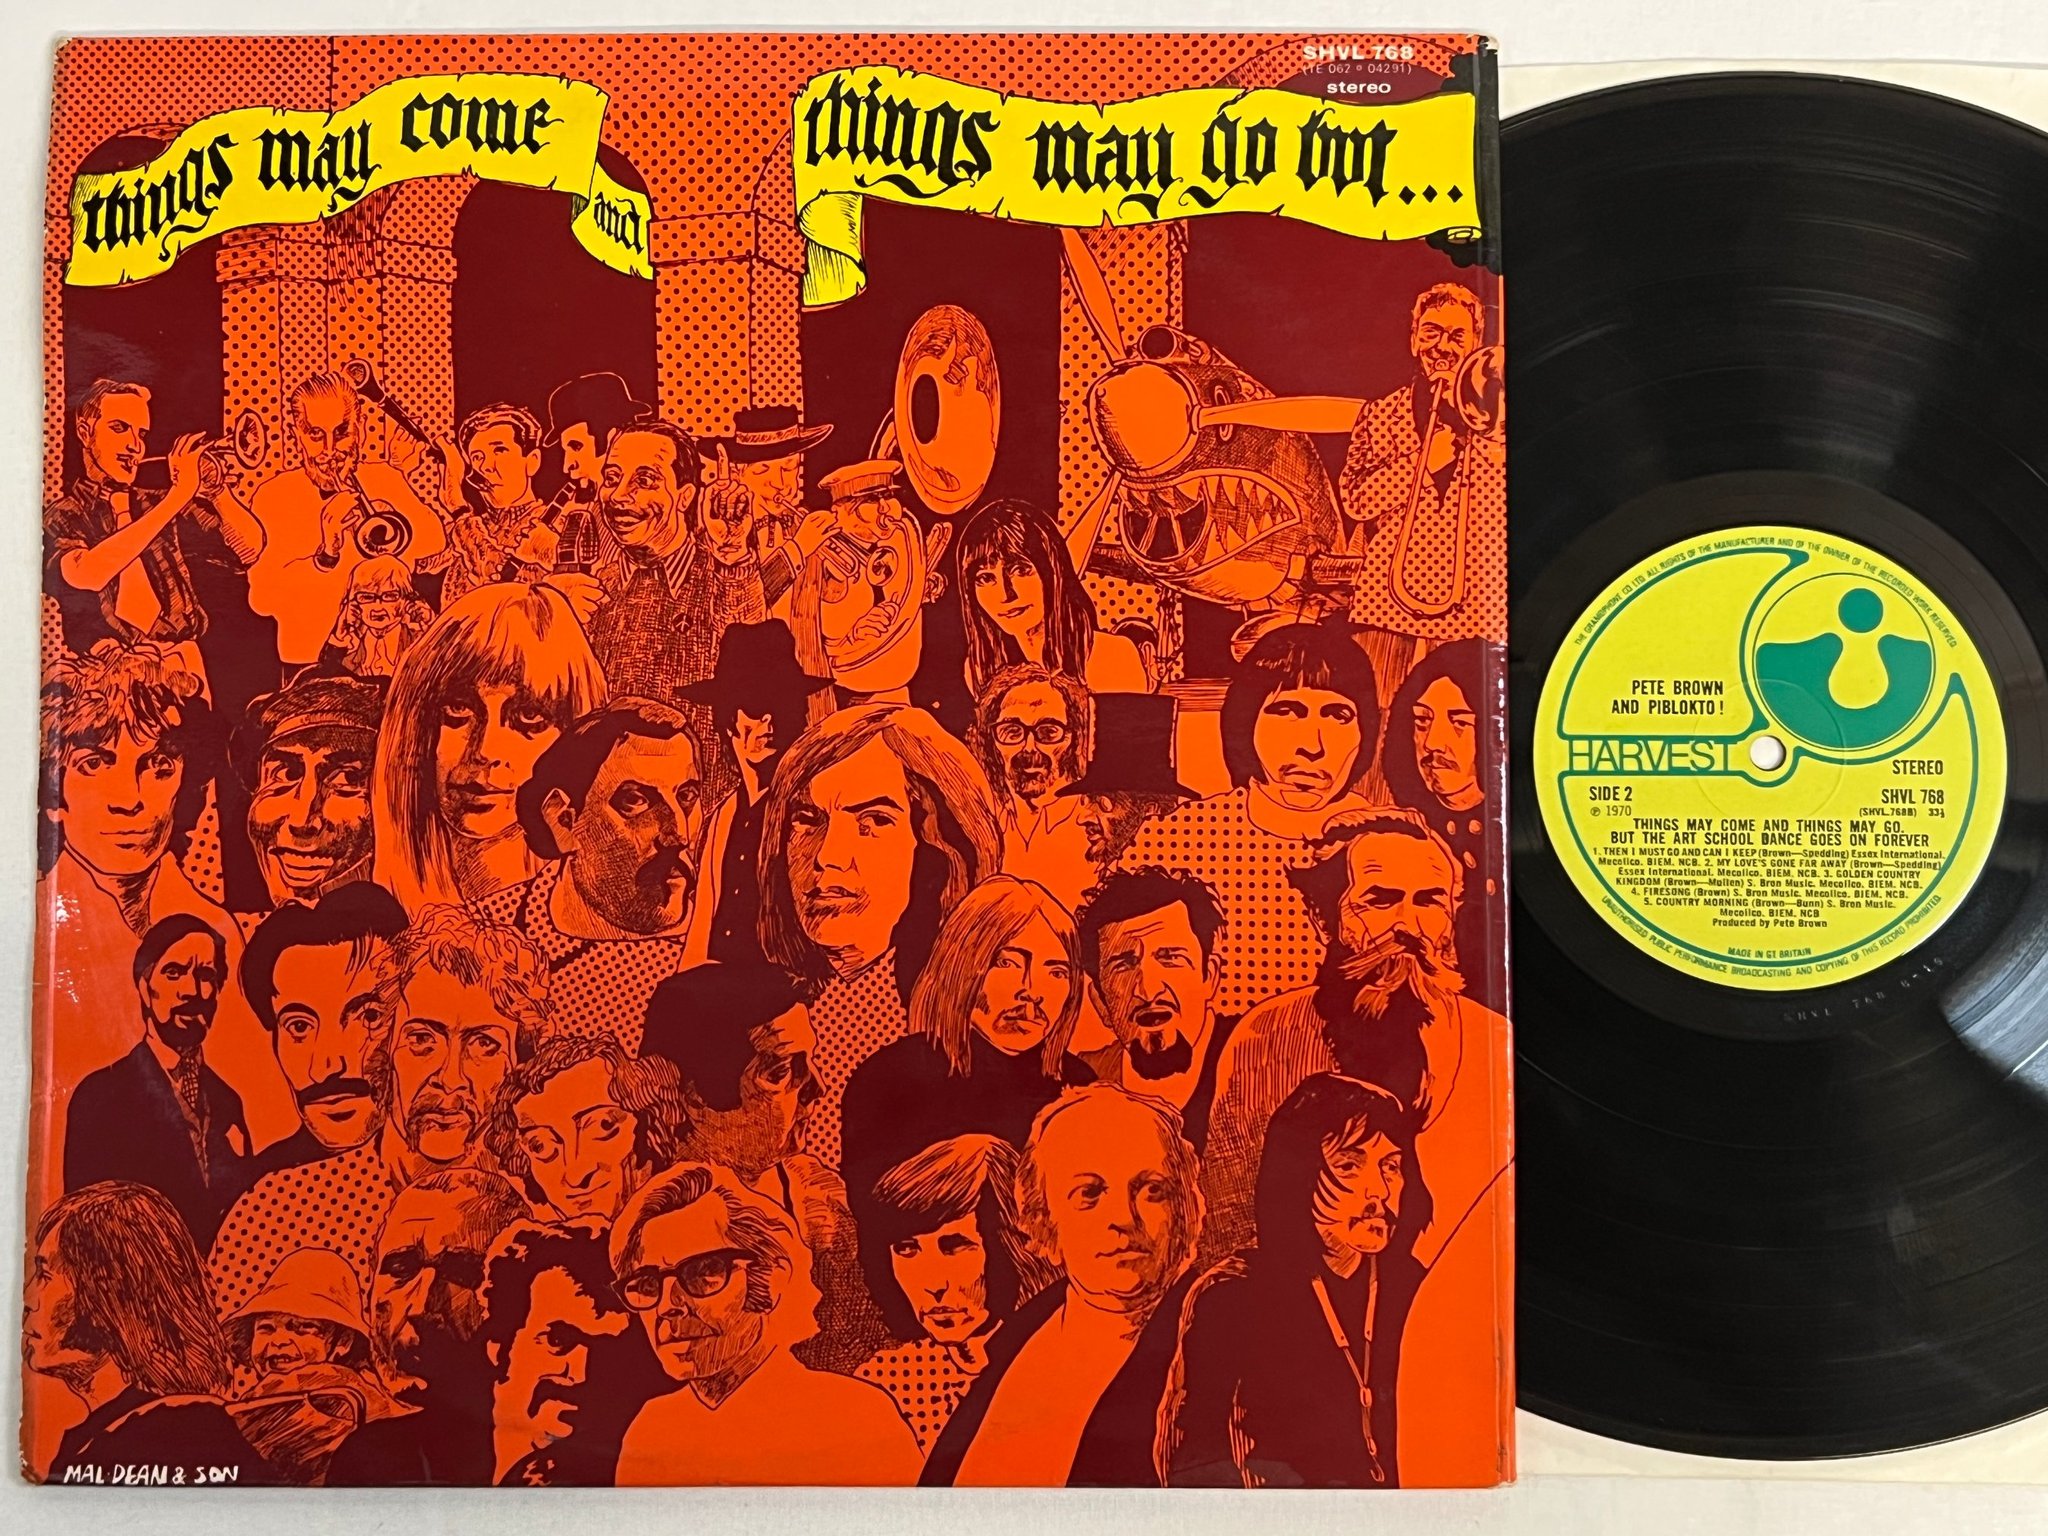 SHVL 768
(1E 062 o 04291)
stereo
things may come and
things may go but...
MAL·DEAN & SON
THE GRAMOPHONE CO LTD. ALL RIGHTS OF THE MANUFACTURER AND OF THE OWNER OF THE RECORDED WORK RESERVED
PETE BROWN
AND PIBLOKTO!
HARVEST
STEREO
SIDE 2
SHVL 768
℗ 1970
(SHVL.768B) 33⅓
THINGS MAY COME AND THINGS MAY GO.
BUT THE ART SCHOOL DANCE GOES ON FOREVER
1. THEN I MUST GO AND CAN I KEEP (Brown—Spedding) Essex International.
Mecolico. BIEM. NCB. 2. MY LOVE'S GONE FAR AWAY (Brown—Spedding)
Essex International. Mecolico. BIEM. NCB. 3. GOLDEN COUNTRY
KINGDOM (Brown—Mullen) S. Bron Music. Mecolico. BIEM. NCB.
4. FIRESONG (Brown) S. Bron Music. Mecolico. BIEM. NCB.
5. COUNTRY MORNING (Brown—Bunn) S. Bron Music.
Mecolico. BIEM. NCB
Produced by Pete Brown
MADE IN GT BRITAIN
UNAUTHORISED PUBLIC PERFORMANCE BROADCASTING AND COPYING OF THIS RECORD PROHIBITED.
SHVL 768